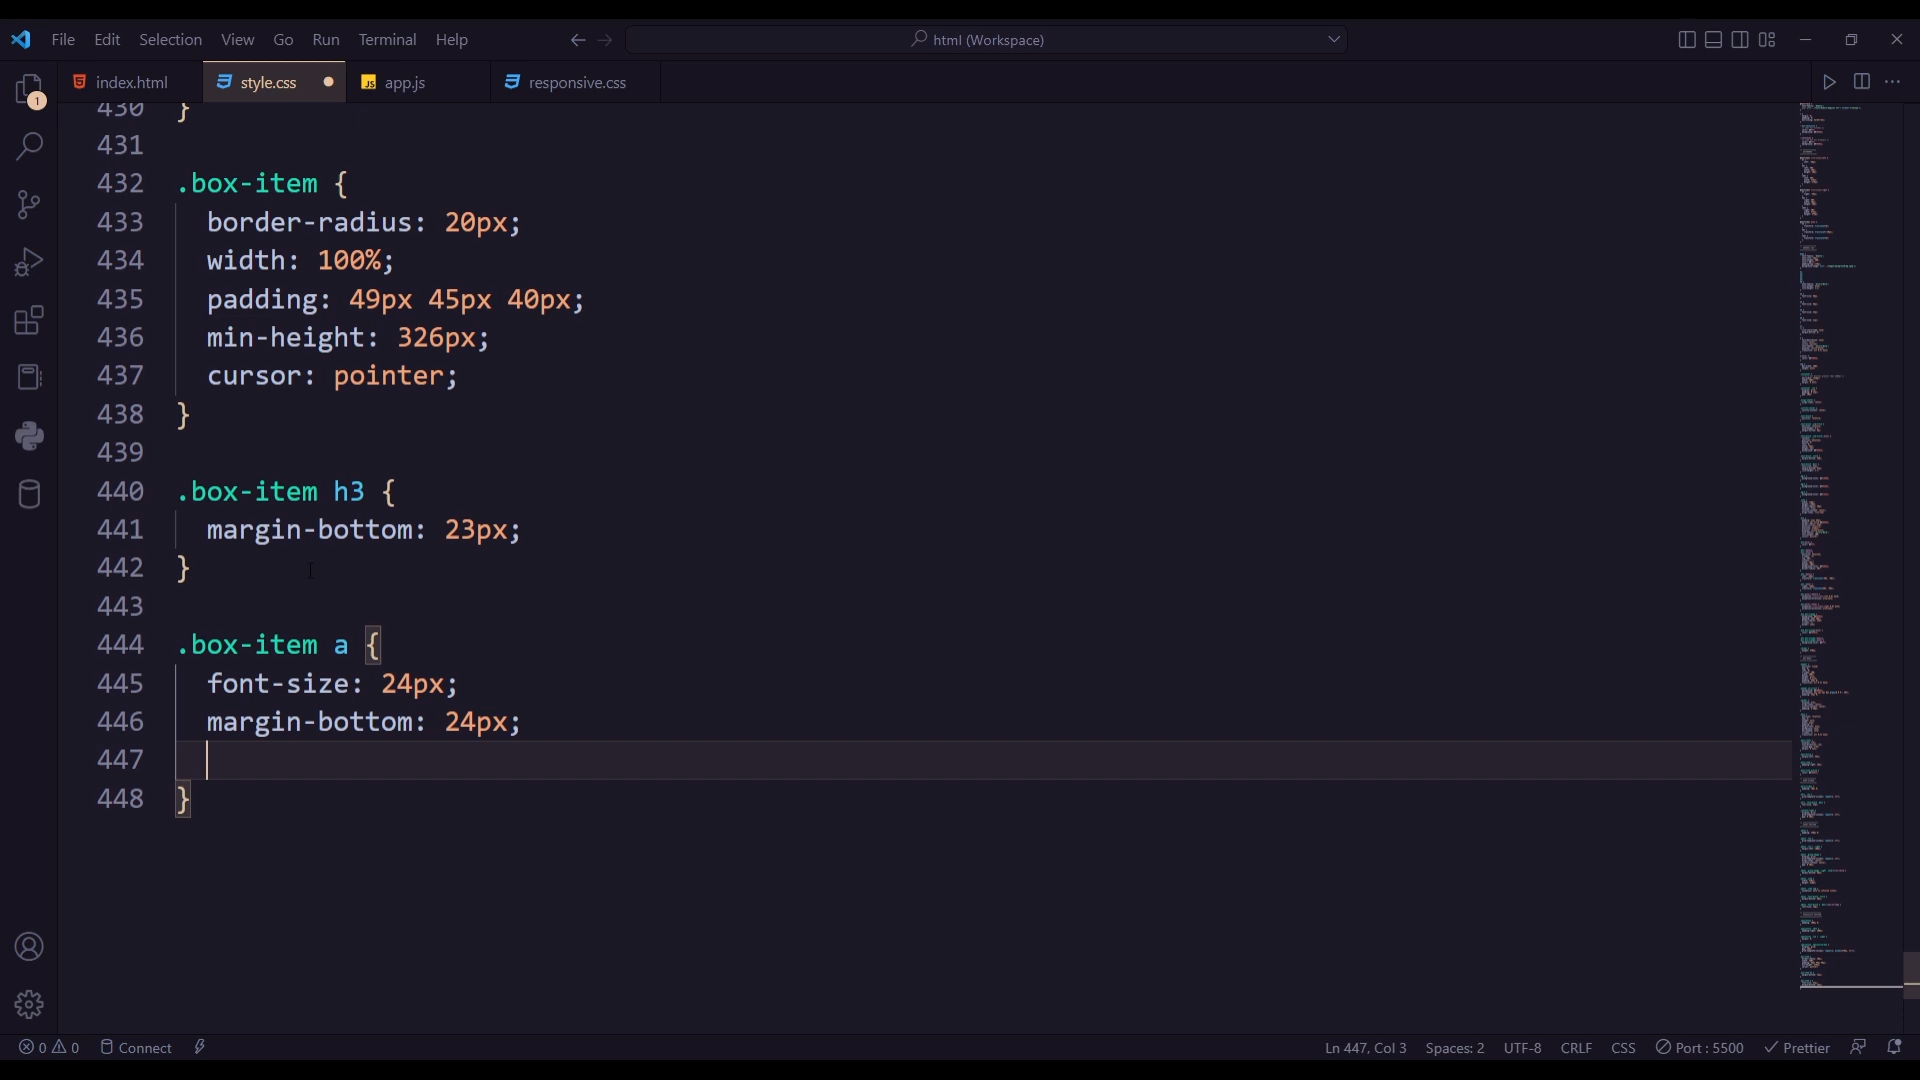 File Edit Selection View Go Run Terminal Help
html (Workspace)
index.html style.css app.js responsive.css
1
430 }
431
432 .box-item {
433 border-radius: 20px;
434 width: 100%;
435 padding: 49px 45px 40px;
436 min-height: 326px;
437 cursor: pointer;
438 }
439
440 .box-item h3 {
441 margin-bottom: 23px;
442 }
443
444 .box-item a {
445 font-size: 24px;
446 margin-bottom: 24px;
447
448 }
0 0 Connect Ln 447, Col 3 Spaces: 2 UTF-8 CRLF CSS Port : 5500 Prettier